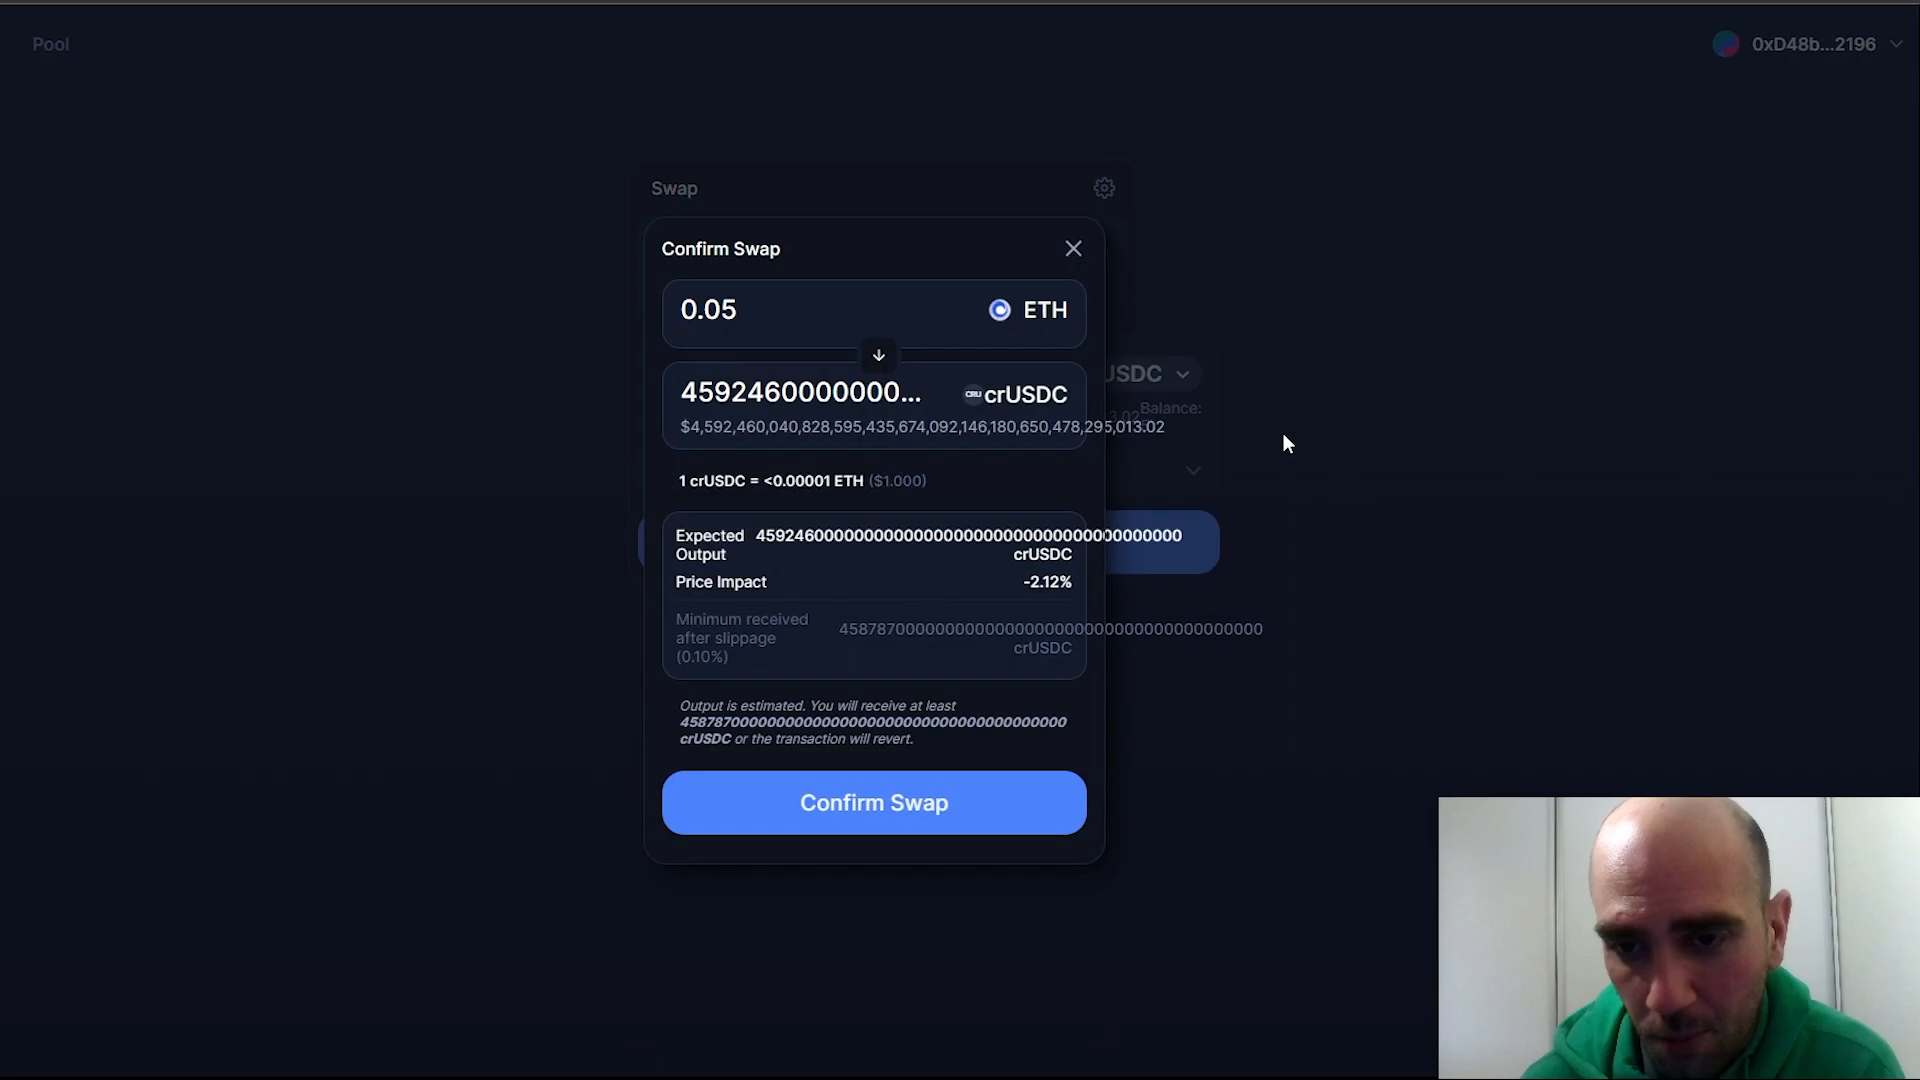 Pool
0xD48b...2196
Swap
Confirm Swap
0.05
ETH
4592460000000...
CRU
crUSDC
$4,592,460,040,828,595,435,674,092,146,180,650,478,295,013.02
USDC
Balance:
1 crUSDC = <0.00001 ETH ($1.000)
Expected
Output
crUSDC
Price Impact
-2.12%
Minimum received
after slippage
(0.10%)
crUSDC
Output is estimated. You will receive at least
crUSDC or the transaction will revert.
Confirm Swap